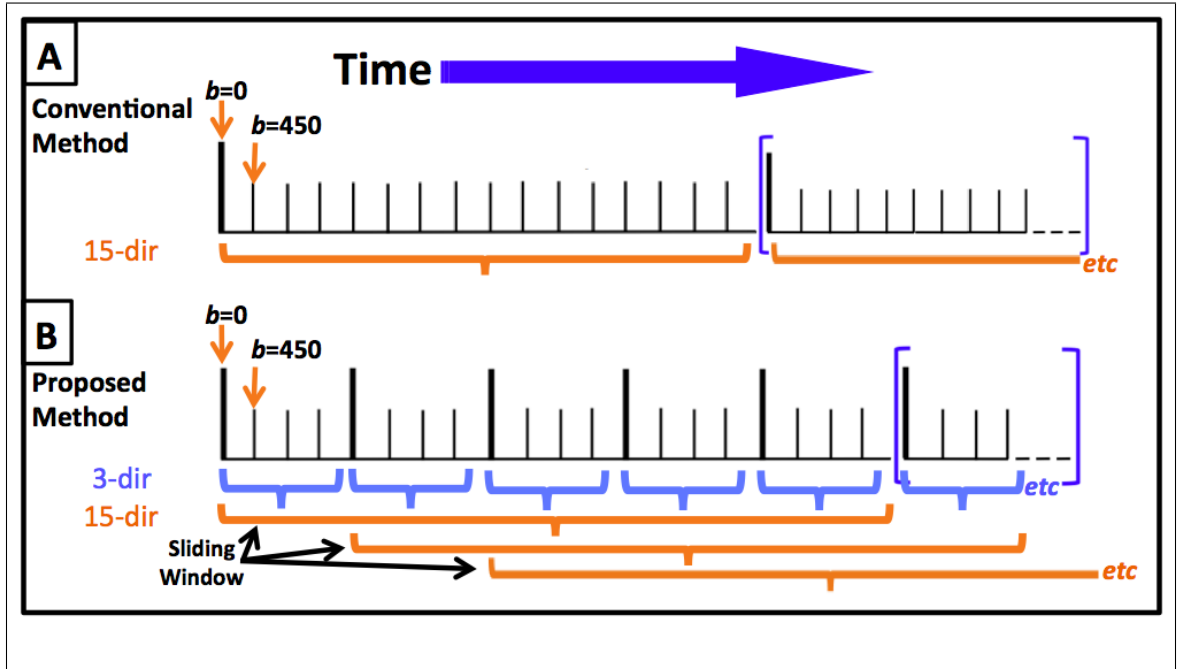 A
Time
b=0
Conventional
Method
b=450
15-dir
etc
B
b=0
b=450
Proposed
Method
3-dir
etc
15-dir
Sliding
Window
etc